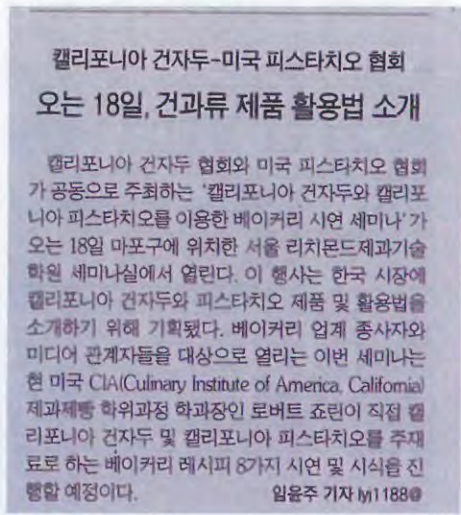 캘리포니아 건자두-미국 피스타치오 협회
오는 18일, 건과류 제품 활용법 소개
캘리포니아 건자두 협회와 미국 피스타치오 협회
가 공동으로 주최하는 '캘리포니아 건자두와 캘리포
니아 피스타치오를 이용한 베이커리 시연 세미나'가
오는 18일 마포구에 위치한 서울 리치몬드제과기술
학원 세미나실에서 열린다. 이 행사는 한국 시장에
캘리포니아 건자두와 피스타치오 제품 및 활용법을
소개하기 위해 기획됐다. 베이커리 업계 종사자와
미디어 관계자들을 대상으로 열리는 이번 세미나는
현 미국 CIA(Culinary Institute of America, California)
제과제빵 학위과정 학과장인 로버트 죠린이 직접 캘
리포니아 건자두 및 캘리포니아 피스타치오를 주재
료로 하는 베이커리 레시피 8가지 시연 및 시식을 진
행할 예정이다. 임윤주 기자 lyj1188@